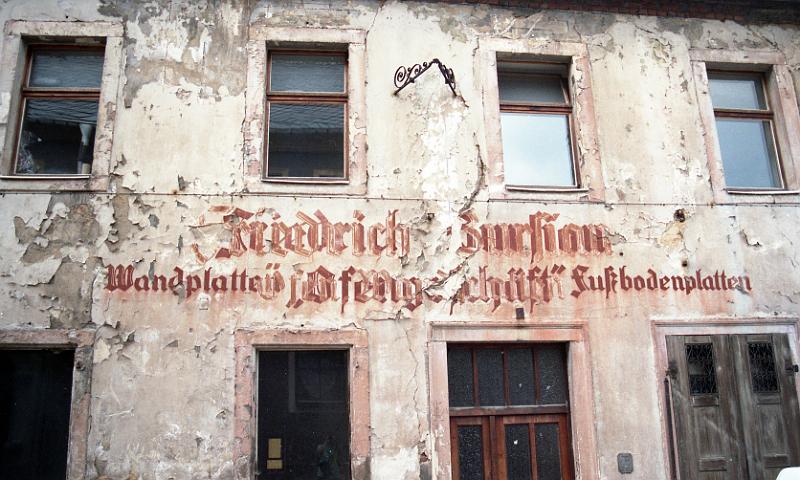 Friedrich
Wandplatten Ofengeschäft Fußbodenplatten